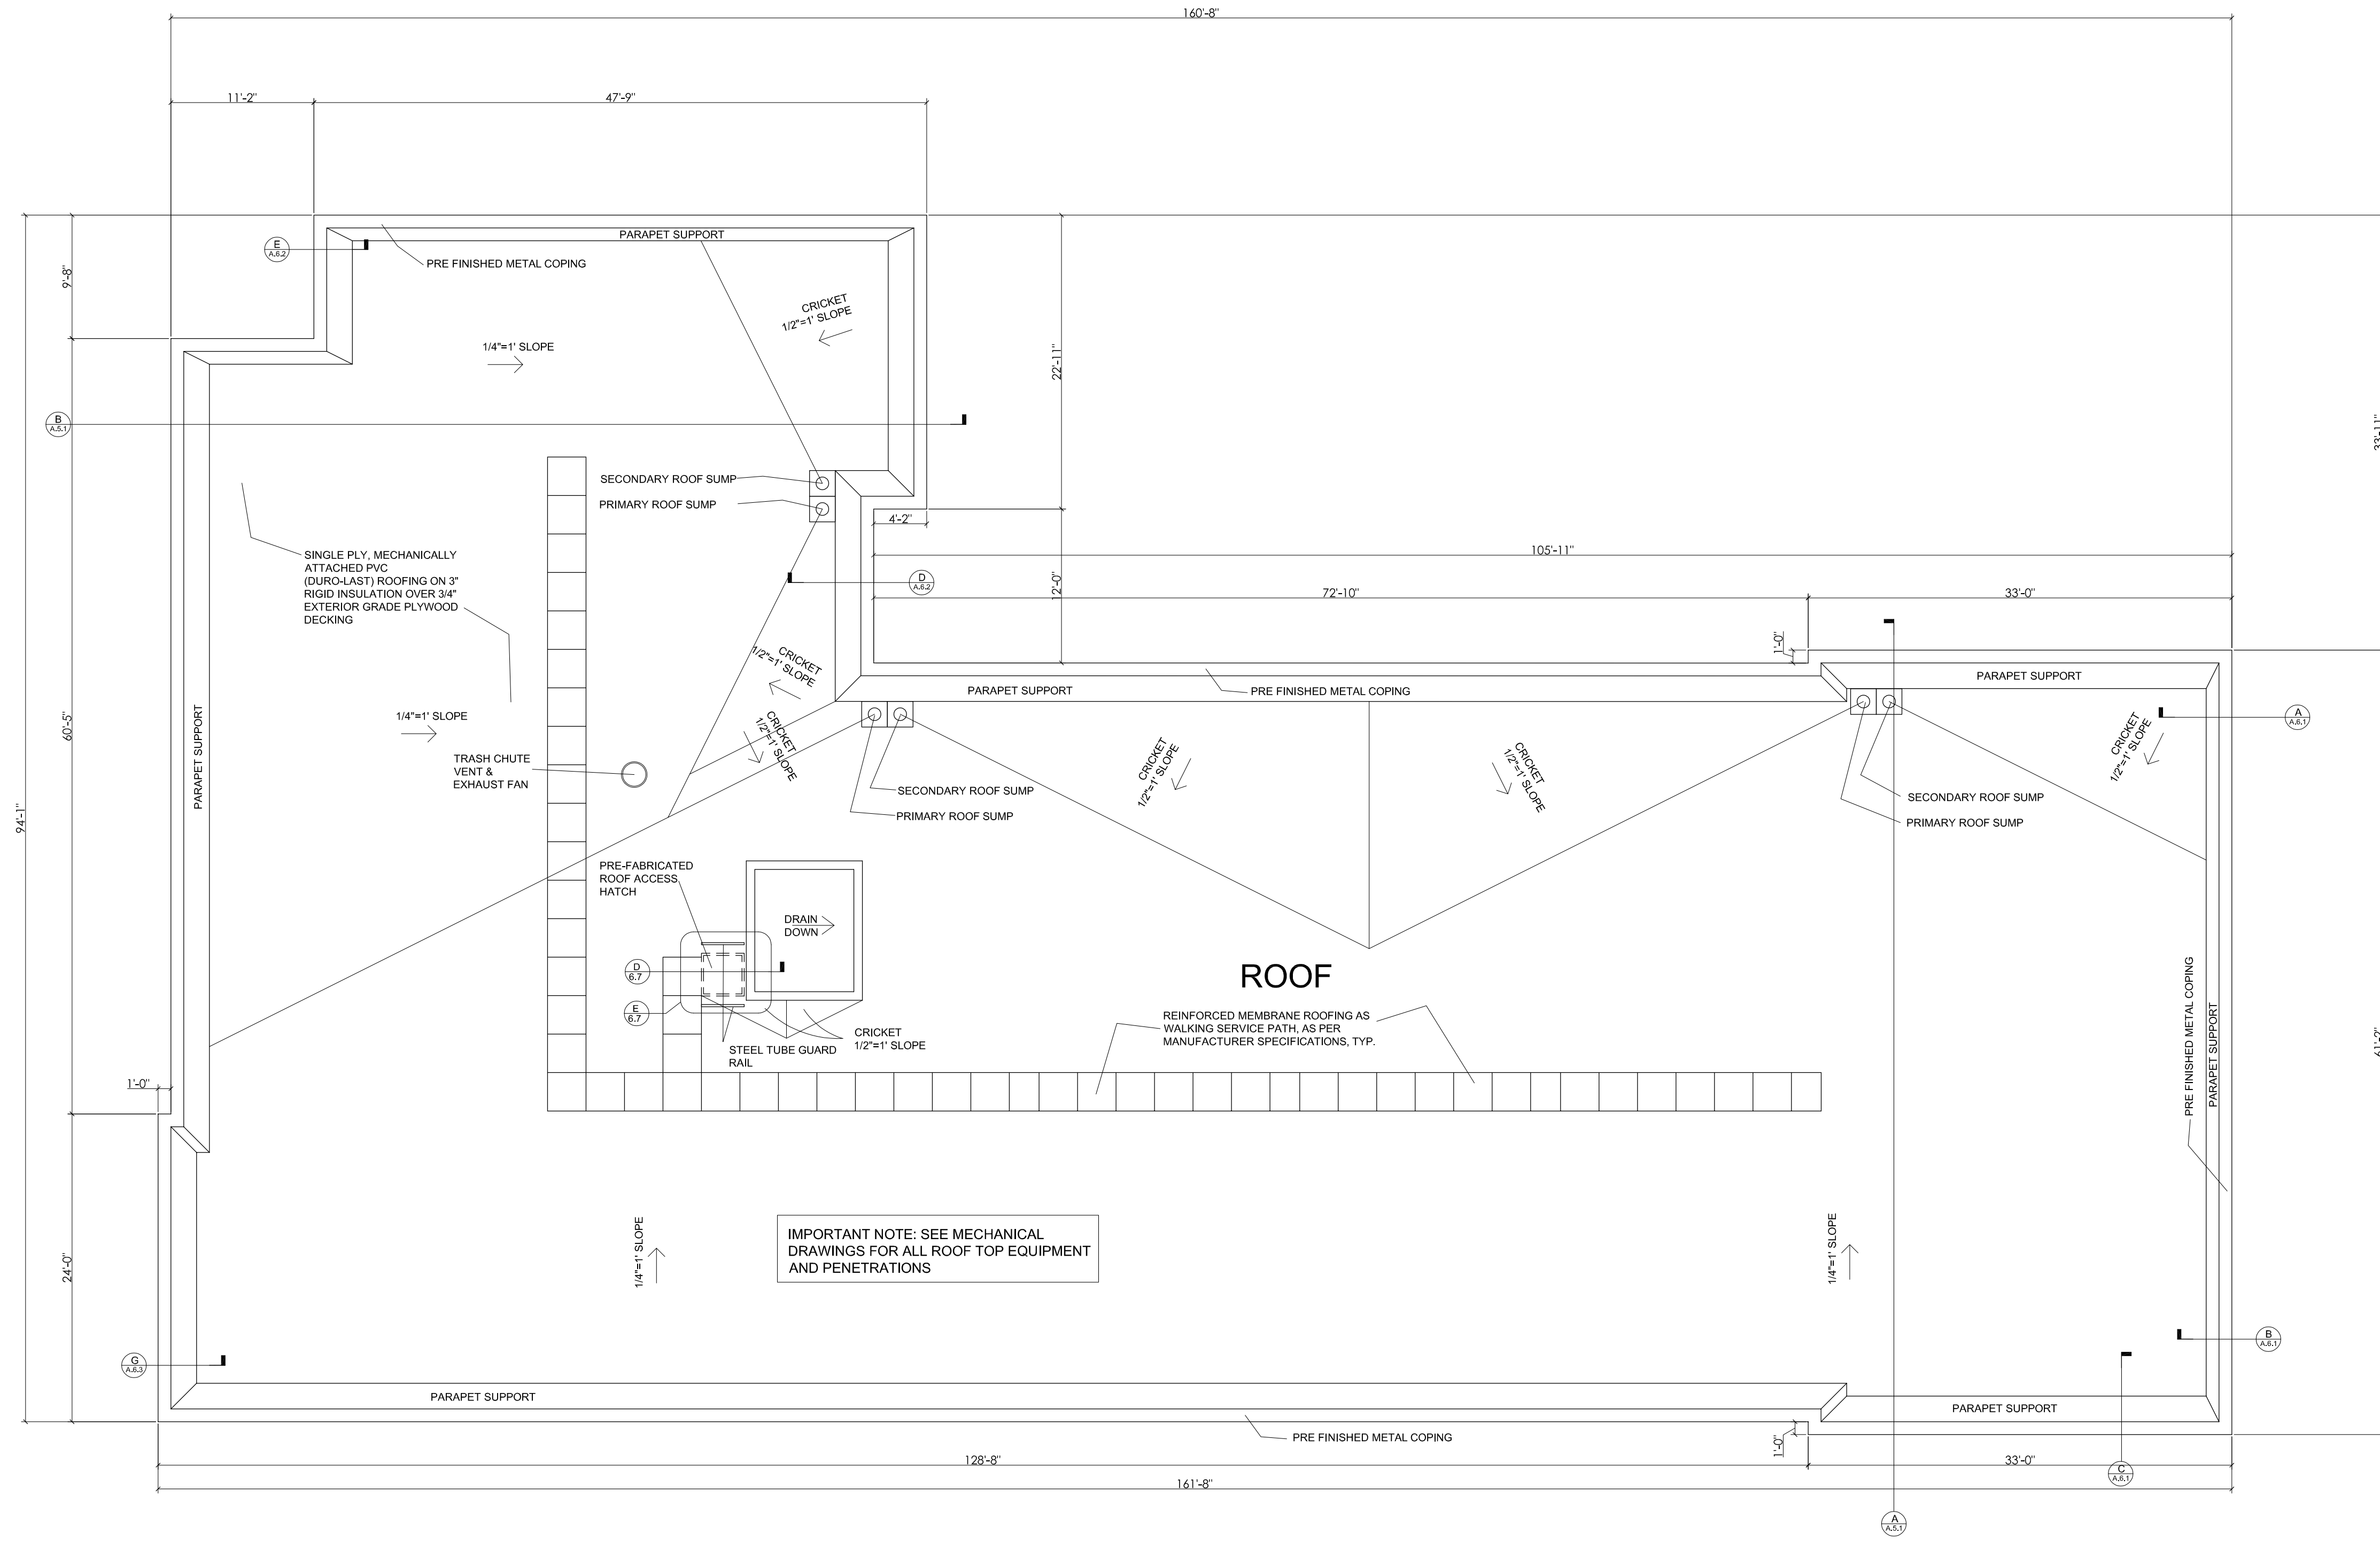 160'-8"
11'-2"
47'-9"
PARAPET SUPPORT
E
A.6.2
PRE FINISHED METAL COPING
9'-8"
CRICKET
1/2"=1' SLOPE
1/4"=1' SLOPE
22'-11"
33'-11"
B
A.5.1
SECONDARY ROOF SUMP
PRIMARY ROOF SUMP
4'-2"
105'-11"
SINGLE PLY, MECHANICALLY
ATTACHED PVC
(DURO-LAST) ROOFING ON 3"
RIGID INSULATION OVER 3/4"
EXTERIOR GRADE PLYWOOD
DECKING
D
A.6.2
12'-0"
72'-10"
33'-0"
1'-0"
CRICKET
1/2"=1' SLOPE
PARAPET SUPPORT
PRE FINISHED METAL COPING
PARAPET SUPPORT
60'-5"
1/4"=1' SLOPE
PARAPET SUPPORT
CRICKET
1/2"=1' SLOPE
CRICKET
1/2"=1' SLOPE
CRICKET
1/2"=1' SLOPE
CRICKET
1/2"=1' SLOPE
A
A.6.1
TRASH CHUTE
VENT &
EXHAUST FAN
SECONDARY ROOF SUMP
PRIMARY ROOF SUMP
SECONDARY ROOF SUMP
PRIMARY ROOF SUMP
94'-1"
PRE-FABRICATED
ROOF ACCESS
HATCH
DRAIN
DOWN
D
6.7
E
6.7
ROOF
CRICKET
1/2"=1' SLOPE
STEEL TUBE GUARD
RAIL
REINFORCED MEMBRANE ROOFING AS
WALKING SERVICE PATH, AS PER
MANUFACTURER SPECIFICATIONS, TYP.
PRE FINISHED METAL COPING
PARAPET SUPPORT
61'-2"
1'-0"
24'-0"
1/4"=1' SLOPE
IMPORTANT NOTE: SEE MECHANICAL
DRAWINGS FOR ALL ROOF TOP EQUIPMENT
AND PENETRATIONS
1/4"=1' SLOPE
B
A.6.1
G
A.6.3
PARAPET SUPPORT
PARAPET SUPPORT
PRE FINISHED METAL COPING
1'-0"
128'-8"
33'-0"
C
A.6.1
161'-8"
A
A.5.1